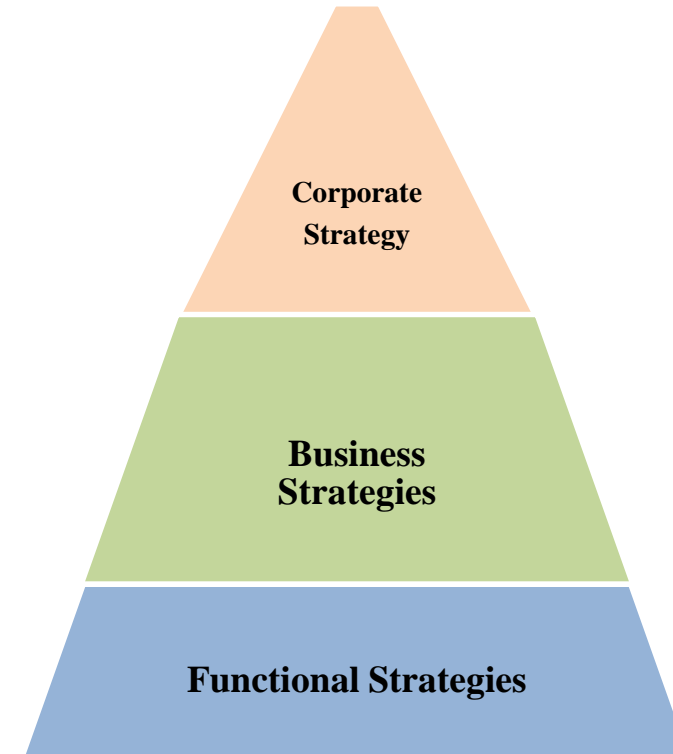 Corporate
Strategy
Business
Strategies
Functional Strategies